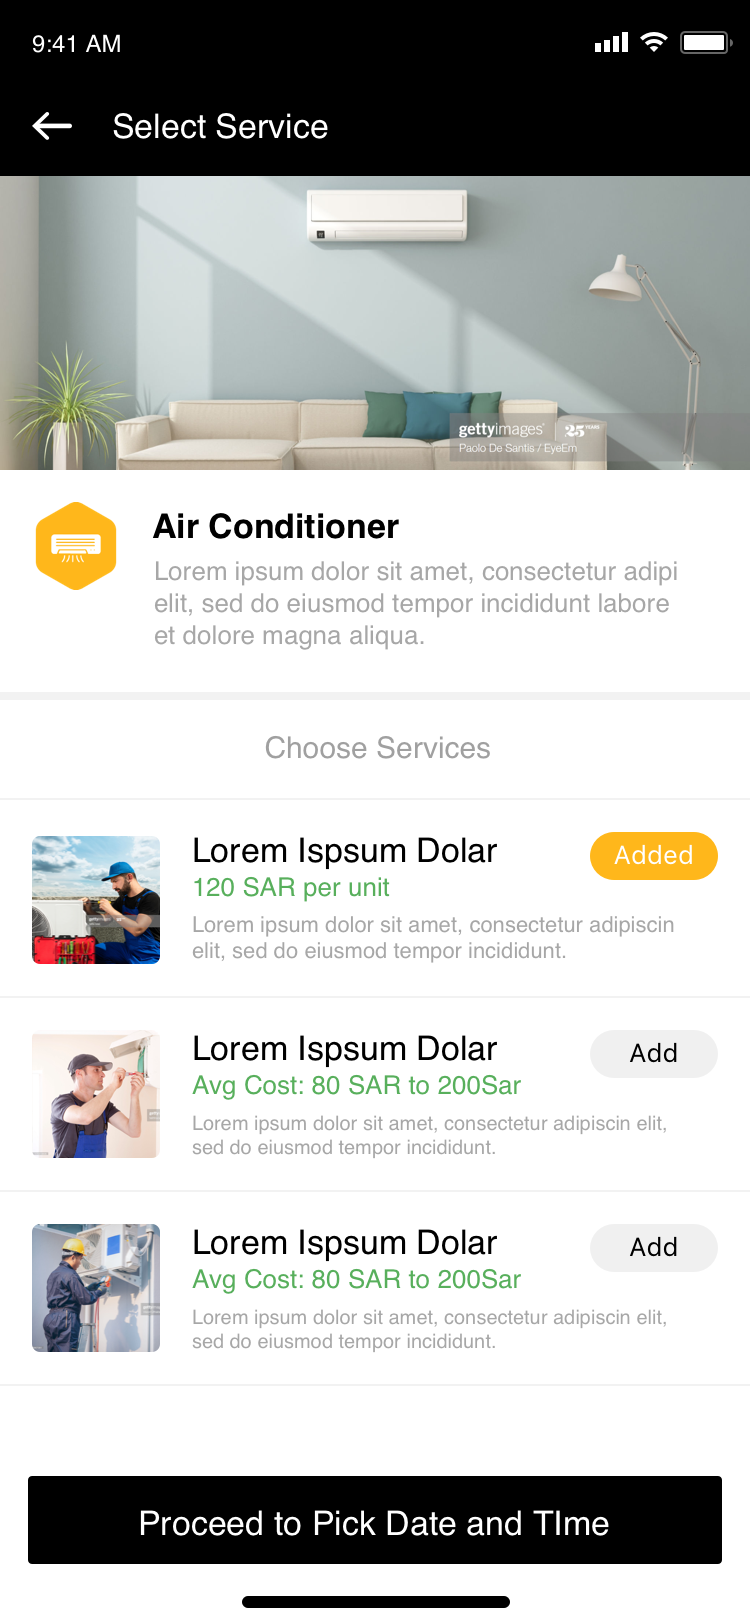 9:41 AM
Select Service
gettyimages® 25 YEARS
Paolo De Santis / EyeEm
Air Conditioner
Lorem ipsum dolor sit amet, consectetur adipi
elit, sed do eiusmod tempor incididunt labore
et dolore magna aliqua.
Choose Services
Lorem Ispsum Dolar
Added
120 SAR per unit
Lorem ipsum dolor sit amet, consectetur adipiscin
elit, sed do eiusmod tempor incididunt.
Lorem Ispsum Dolar
Add
Avg Cost: 80 SAR to 200Sar
Lorem ipsum dolor sit amet, consectetur adipiscin elit,
sed do eiusmod tempor incididunt.
Lorem Ispsum Dolar
Add
Avg Cost: 80 SAR to 200Sar
Lorem ipsum dolor sit amet, consectetur adipiscin elit,
sed do eiusmod tempor incididunt.
Proceed to Pick Date and TIme